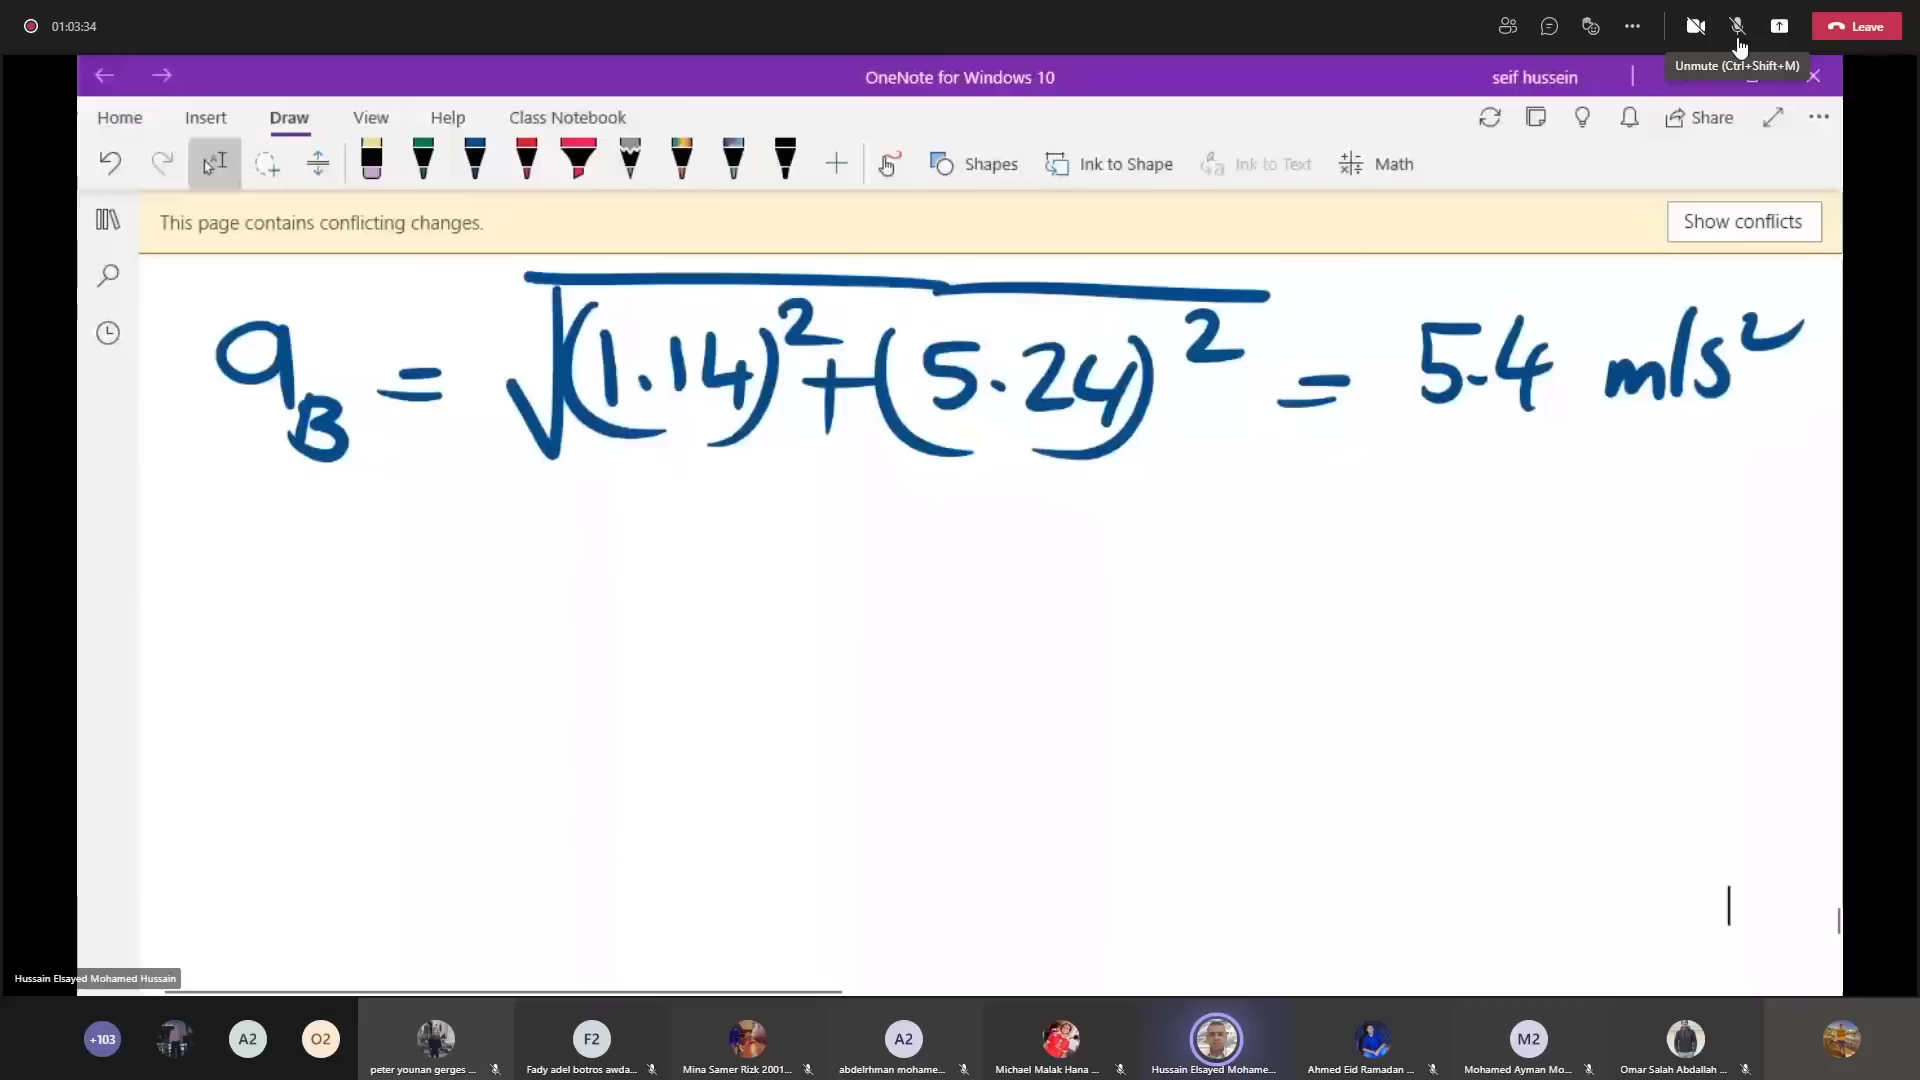 01:03:34
Leave
Unmute (Ctrl+Shift+M)
OneNote for Windows 10
seif hussein
Home Insert Draw View Help Class Notebook
Share
Shapes Ink to Shape Ink to Text Math
This page contains conflicting changes.
Show conflicts
a_B = √((1.14)² + (5.24)²) = 5.4 m/s²
Hussain Elsayed Mohamed Hussain
+103 A2 O2 F2 A2 M2
peter younan gerges ... Fady adel botros awda... Mina Samer Rizk 2001... abdelrhman mohame... Michael Malak Hana ... Hussain Elsayed Mohame... Ahmed Eid Ramadan ... Mohamed Ayman Mo... Omar Salah Abdallah ...